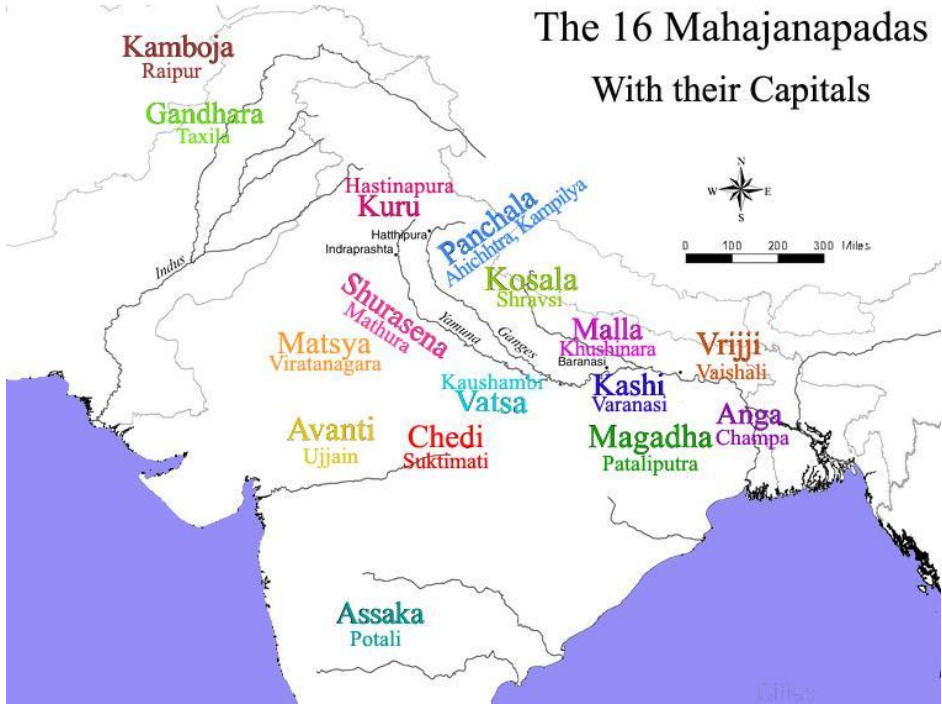 The 16 Mahajanapadas
With their Capitals
Kamboja
Raipur
Gandhara
Taxila
N
W E
S
0 100 200 300 Miles
Hastinapura
Kuru
Hatthipura
Indraprashta
Panchala
Ahichhtra, Kampilya
Indus
Kosala
Shravsi
Shurasena
Mathura
Yamuna
Ganges
Malla
Khushinara
Baranasi
Vrijji
Vaishali
Matsya
Viratanagara
Kaushambi
Vatsa
Kashi
Varanasi
Anga
Champa
Avanti
Ujjain
Chedi
Suktimati
Magadha
Pataliputra
Assaka
Potali
Cities